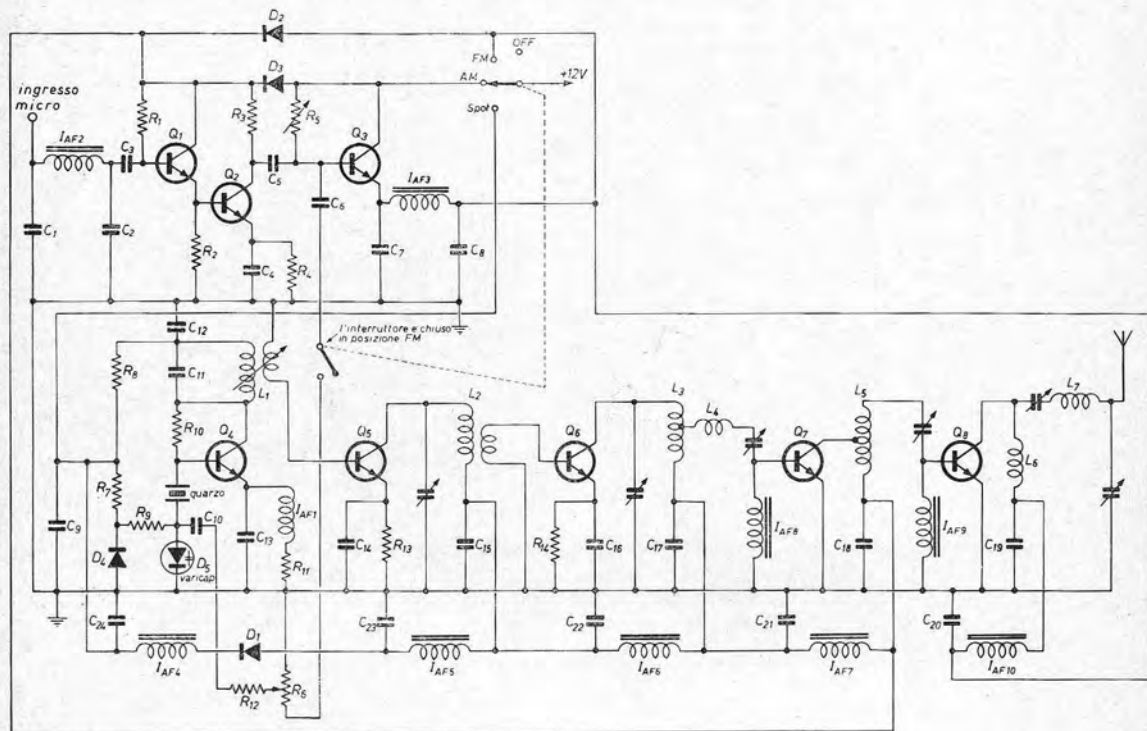 D2
OFF
FM
D3
AM
+12V
Spot
ingresso
micro
R1
R3
R5
Q1
Q3
IAF2
C3
Q2
C5
IAF3
C6
C1
C2
R2
C4
R4
C7
C8
C12
l'interruttore è chiuso
in posizione FM
R8
C11
L1
L2
L3
L4
L5
L7
R10
Q4
Q5
Q6
Q7
Q8
L6
quarzo
R7
R9
C10
IAF1
C9
D4
D5
varicap
C13
R11
C14
R13
C15
R14
C16
C17
IAF8
C18
IAF9
C19
C24
C23
C22
C21
C20
IAF4
D1
IAF5
IAF6
IAF7
IAF10
R12
R6